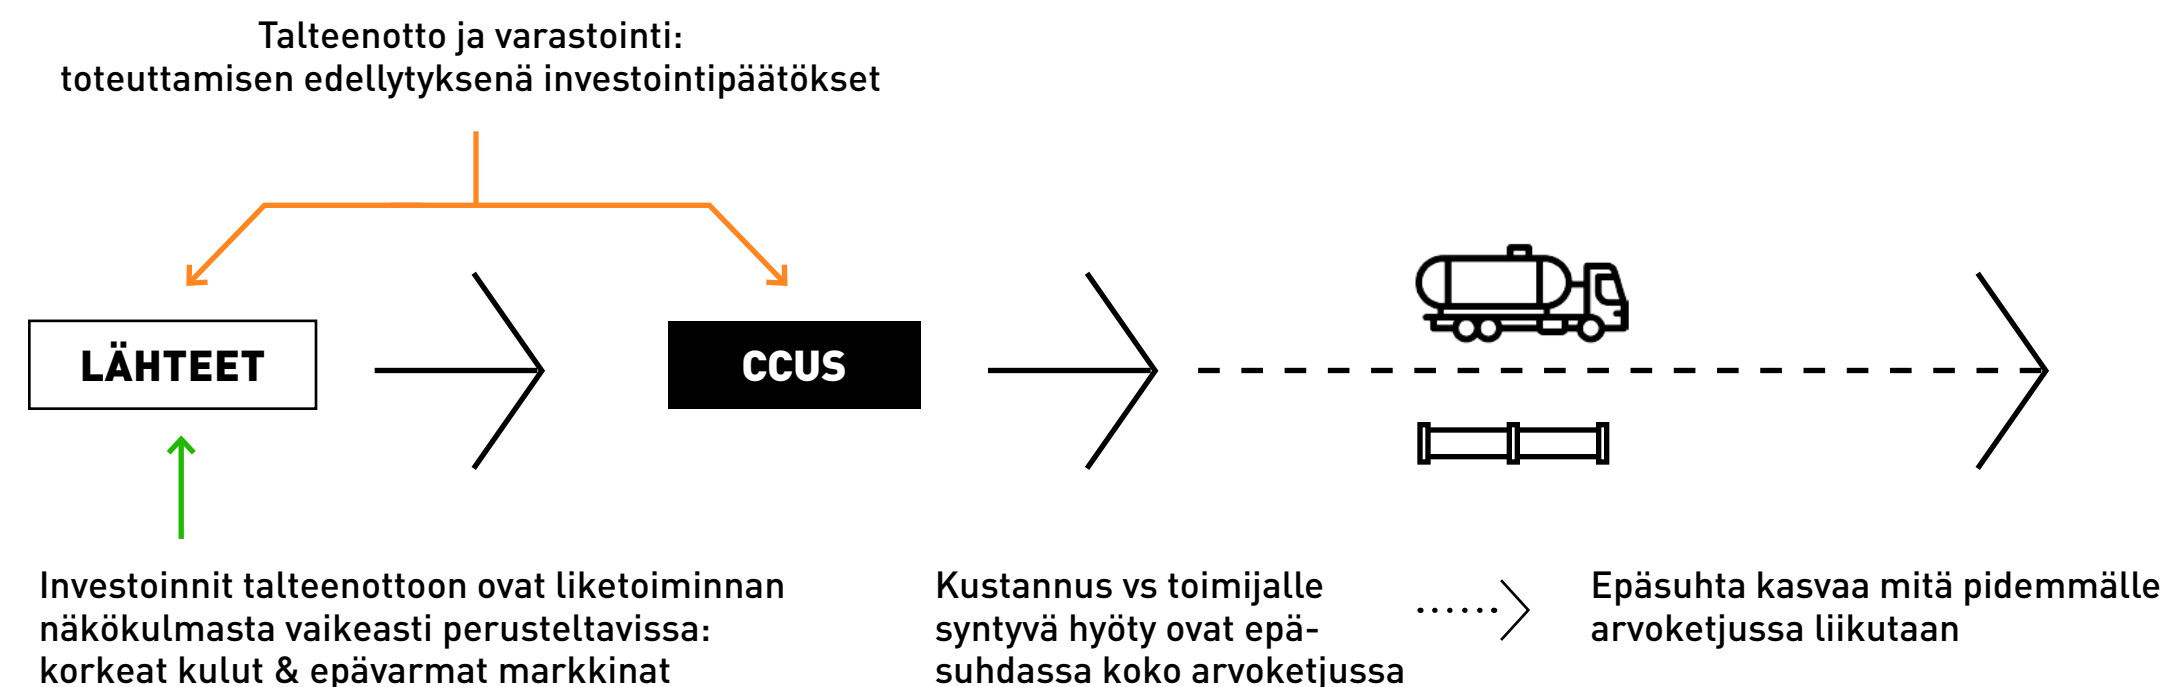 Talteenotto ja varastointi:
toteuttamisen edellytyksenä investointipäätökset
LÄHTEET
CCUS
Investoinnit talteenottoon ovat liketoiminnan
näkökulmasta vaikeasti perusteltavissa:
korkeat kulut & epävarmat markkinat
Kustannus vs toimijalle
syntyvä hyöty ovat epä-
suhdassa koko arvoketjussa
Epäsuhta kasvaa mitä pidemmälle
arvoketjussa liikutaan